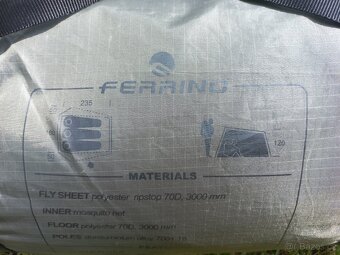 FERRINO
235
120
MATERIALS
FLY SHEET polyester ripstop 70D, 3000 mm
INNER mosquito net
FLOOR polyester 70D, 3000 mm
POLES